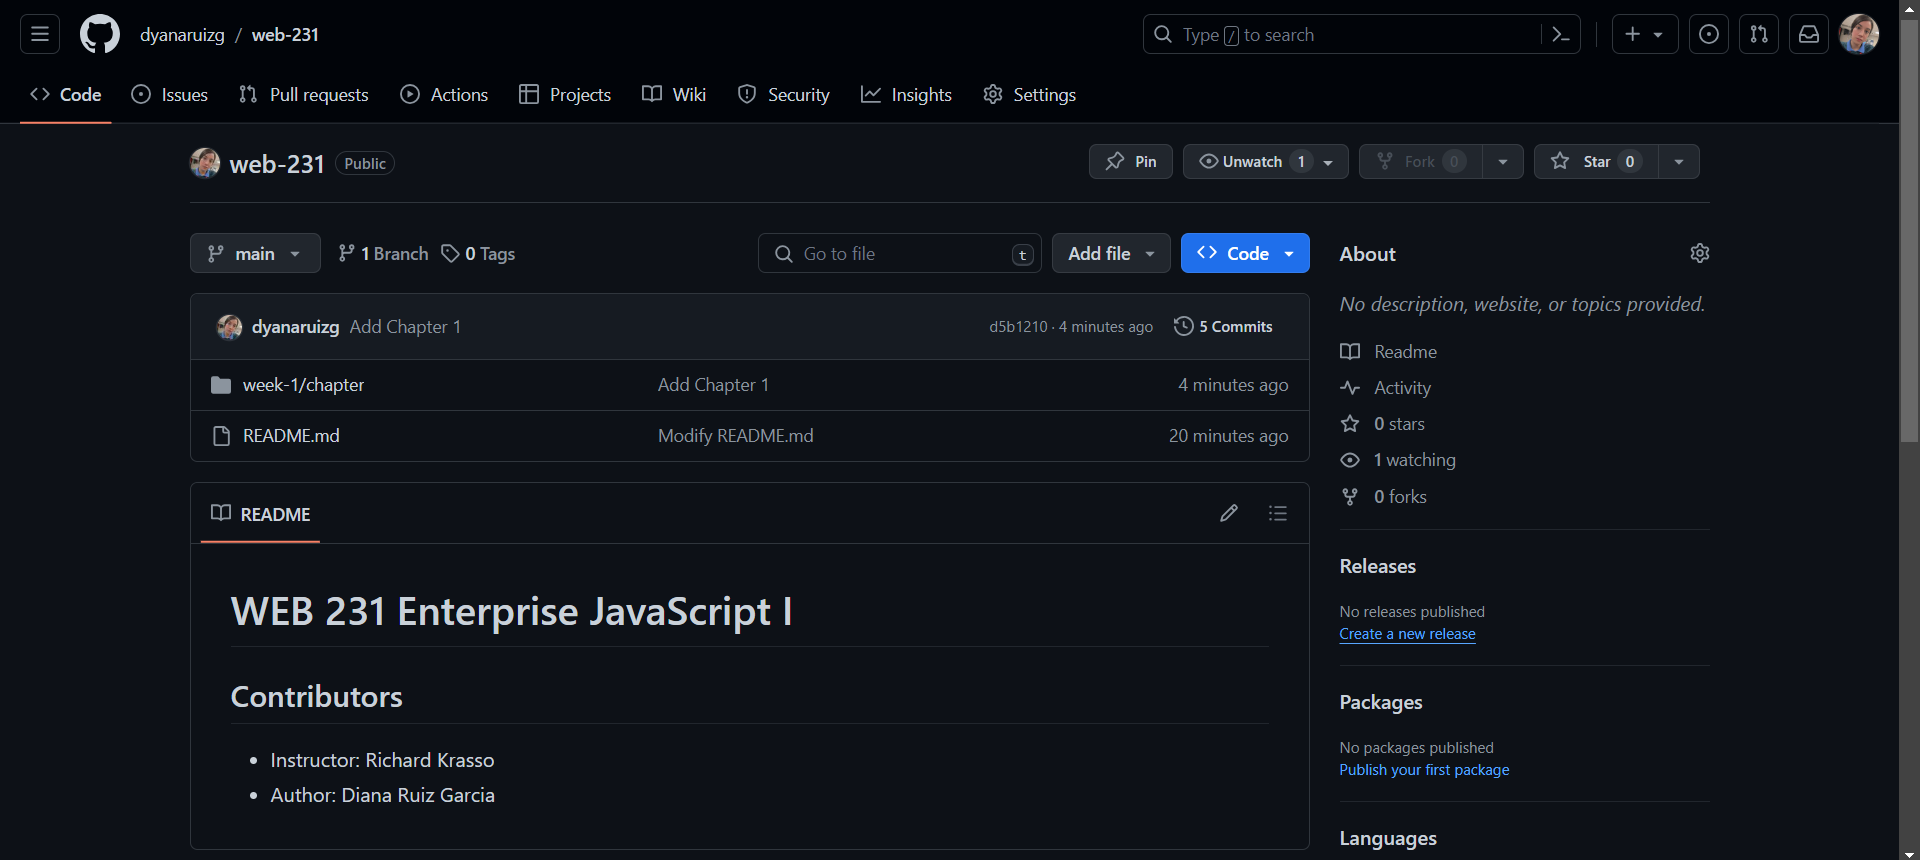 dyanaruizg / web-231
Type / to search
Code Issues Pull requests Actions Projects Wiki Security Insights Settings
web-231 Public
Pin Unwatch 1 Fork 0 Star 0
main 1 Branch 0 Tags Go to file t Add file Code
dyanaruizg Add Chapter 1 d5b1210 · 4 minutes ago 5 Commits
week-1/chapter Add Chapter 1 4 minutes ago
README.md Modify README.md 20 minutes ago
README
WEB 231 Enterprise JavaScript I
Contributors
• Instructor: Richard Krasso
• Author: Diana Ruiz Garcia
About
No description, website, or topics provided.
Readme
Activity
0 stars
1 watching
0 forks
Releases
No releases published
Create a new release
Packages
No packages published
Publish your first package
Languages